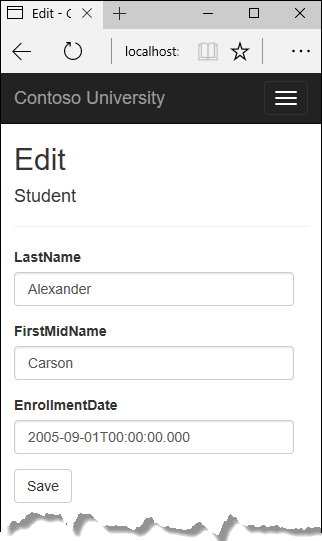 Edit - C
localhost:
Contoso University
Edit
Student
LastName
Alexander
FirstMidName
Carson
EnrollmentDate
2005-09-01T00:00:00.000
Save